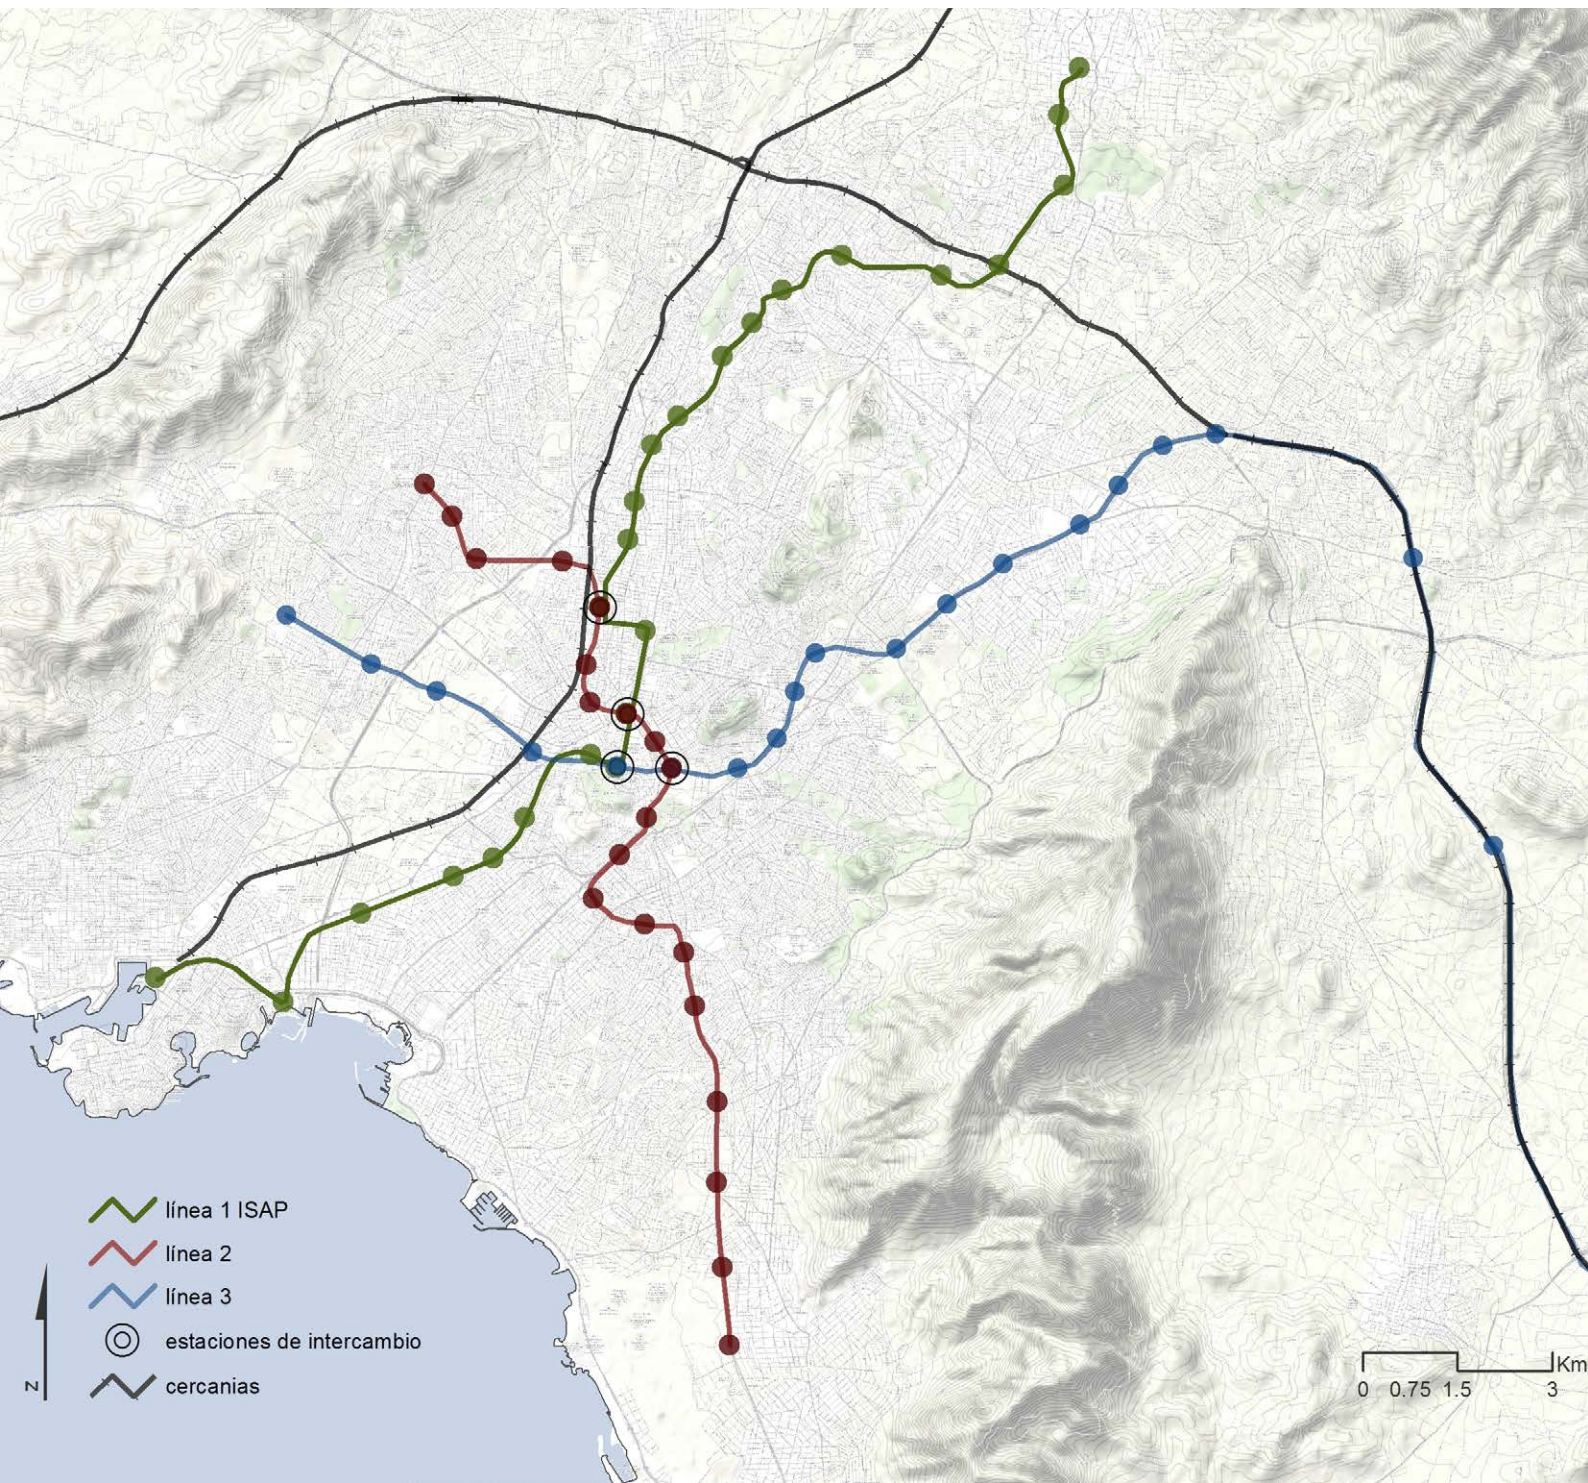 línea 1 ISAP
línea 2
línea 3
estaciones de intercambio
cercanias
N
Km
0 0.75 1.5 3